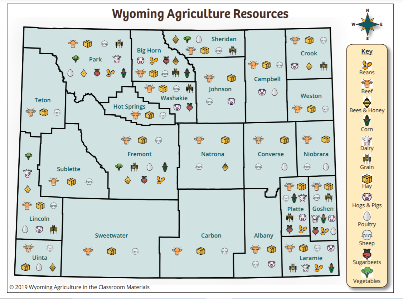 Wyoming Agriculture Resources
N
W
E
S
Park
Big Horn
Sheridan
Crook
Campbell
Johnson
Washakie
Hot Springs
Weston
Teton
Fremont
Natrona
Converse
Niobrara
Sublette
Platte
Goshen
Lincoln
Sweetwater
Carbon
Albany
Laramie
Uinta
Key
Beans
Beef
Bees & Honey
Corn
Dairy
Grain
Hay
Hogs & Pigs
Poultry
Sheep
Sugarbeets
Vegetables
© 2019 Wyoming Agriculture in the Classroom Materials